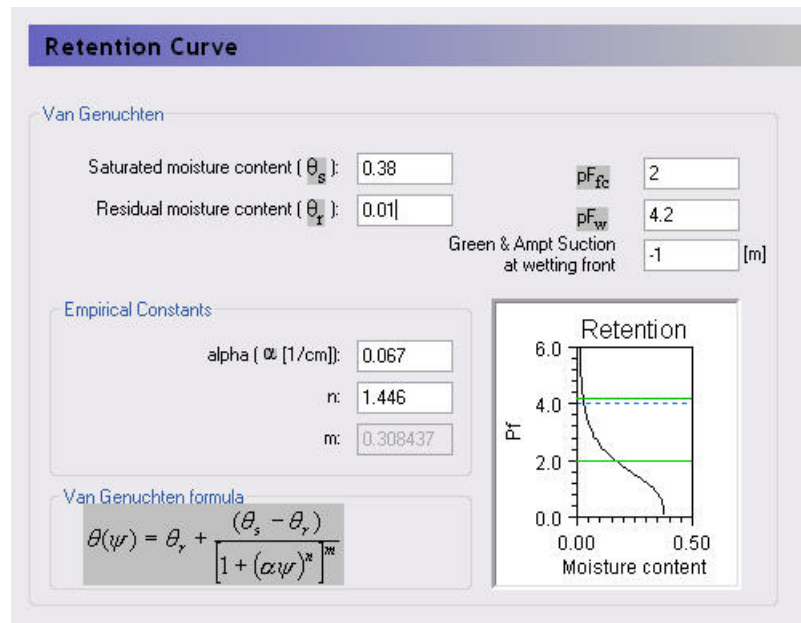 Retention Curve
Van Genuchten
Saturated moisture content ( θs ): 0.38
Residual moisture content ( θr ): 0.01
pFfc 2
pFw 4.2
Green & Ampt Suction
at wetting front -1 [m]
Empirical Constants
alpha ( α [1/cm]): 0.067
n: 1.446
m: 0.308437
Van Genuchten formula
θ(ψ) = θr + (θs − θr) / [1 + (αψ)^n]^m
Retention
6.0
4.0
2.0
0.0
Pf
0.00 0.50
Moisture content